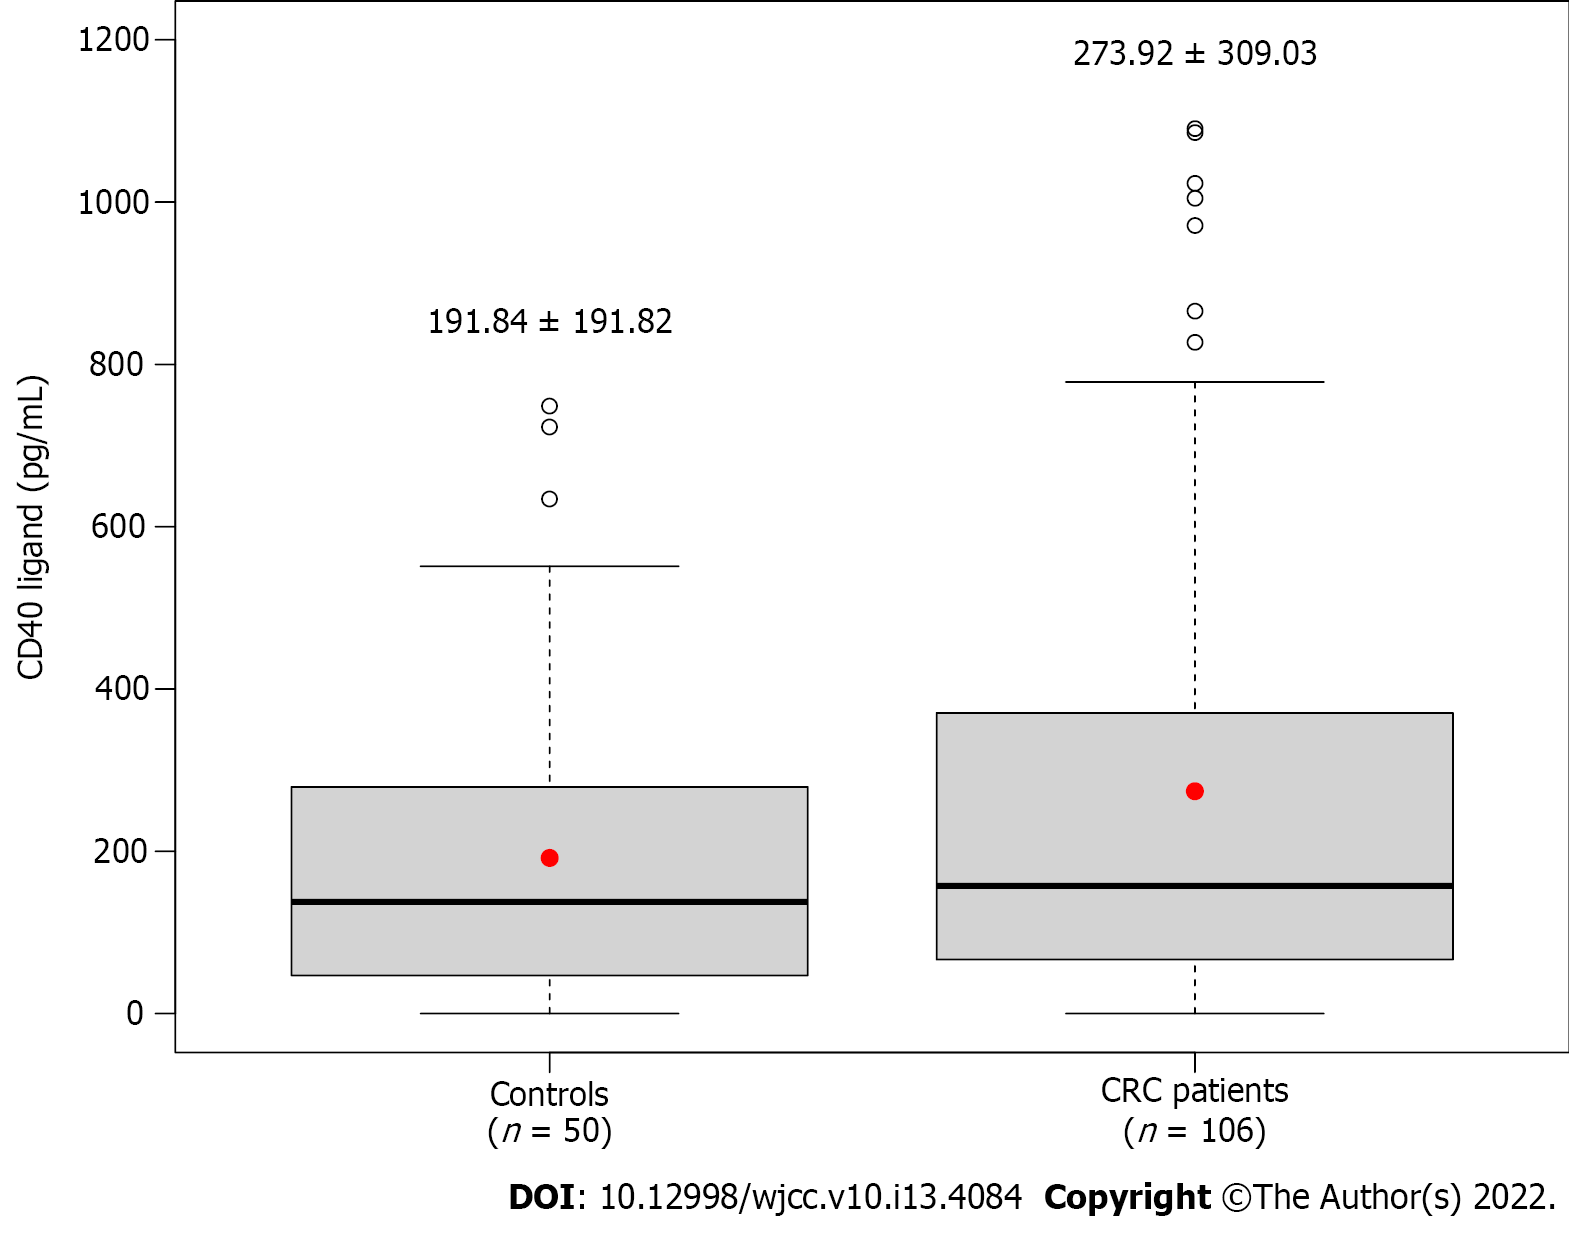 1200
1000
800
600
400
200
0
CD40 ligand (pg/mL)
273.92 ± 309.03
191.84 ± 191.82
Controls
(n = 50)
CRC patients
(n = 106)
DOI: 10.12998/wjcc.v10.i13.4084 Copyright ©The Author(s) 2022.